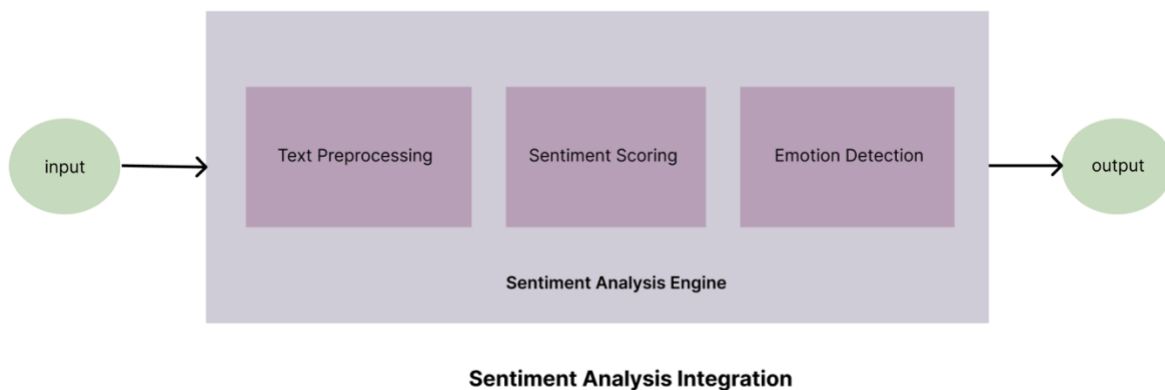 input
Text Preprocessing
Sentiment Scoring
Emotion Detection
output
Sentiment Analysis Engine
Sentiment Analysis Integration